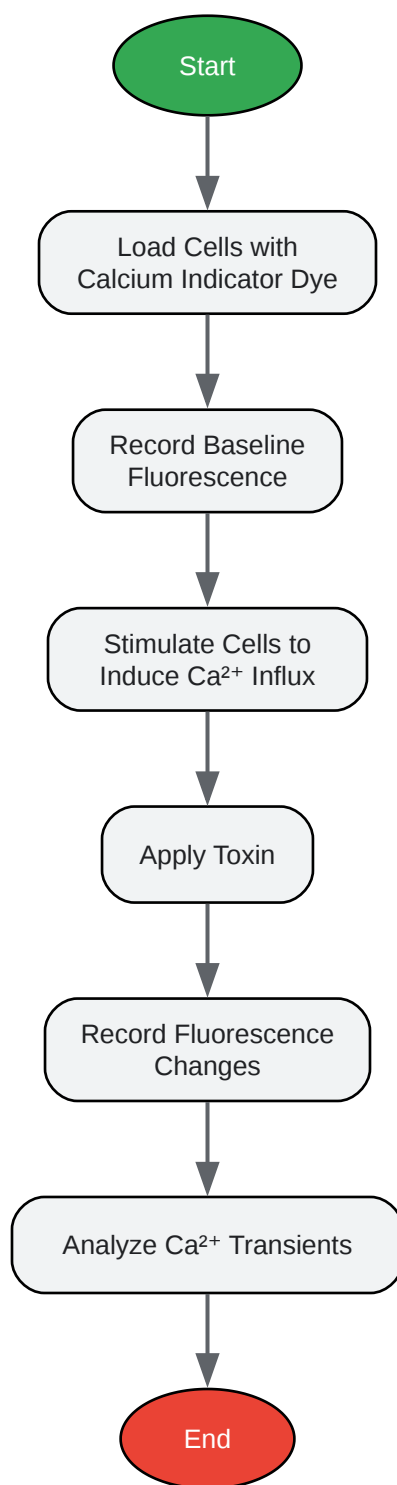 Start
Load Cells with
Calcium Indicator Dye
Record Baseline
Fluorescence
Stimulate Cells to
Induce Ca²⁺ Influx
Apply Toxin
Record Fluorescence
Changes
Analyze Ca²⁺ Transients
End